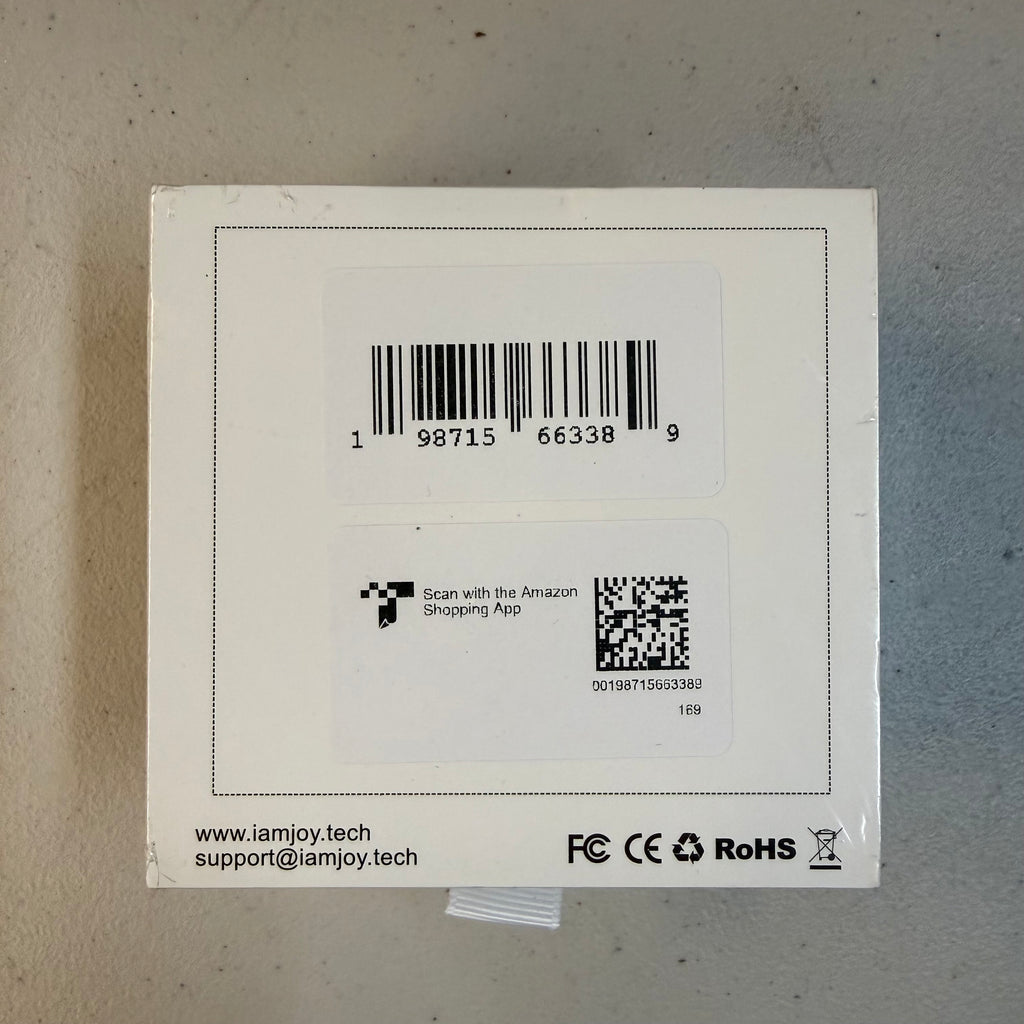 1 98715 66338 9
Scan with the Amazon
Shopping App
00198715663389
169
www.iamjoy.tech
support@iamjoy.tech
FC CE RoHS